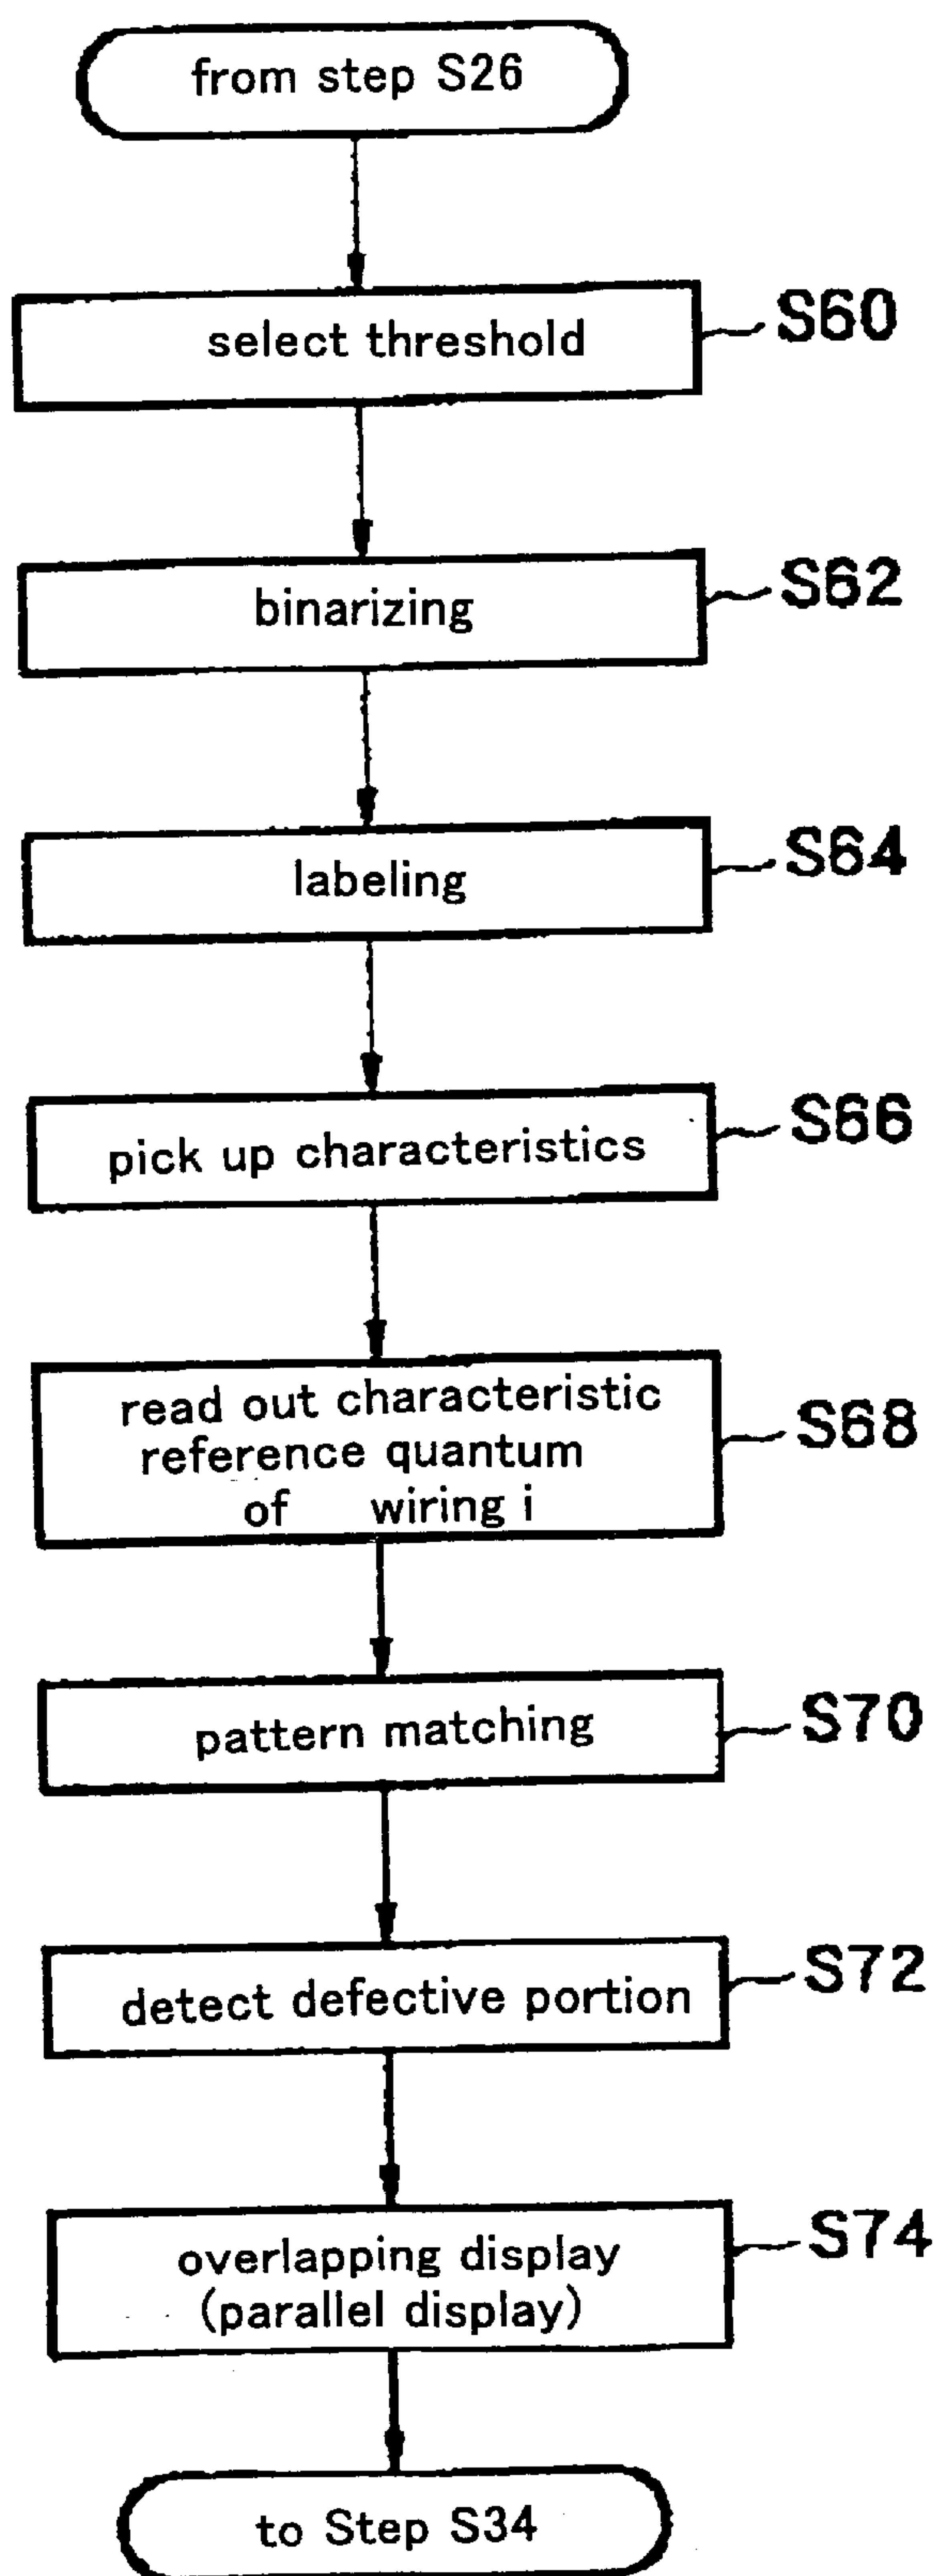 from step S26
select threshold
S60
binarizing
S62
labeling
S64
pick up characteristics
S66
read out characteristic
reference quantum
of wiring i
S68
pattern matching
S70
detect defective portion
S72
overlapping display
(parallel display)
S74
to Step S34